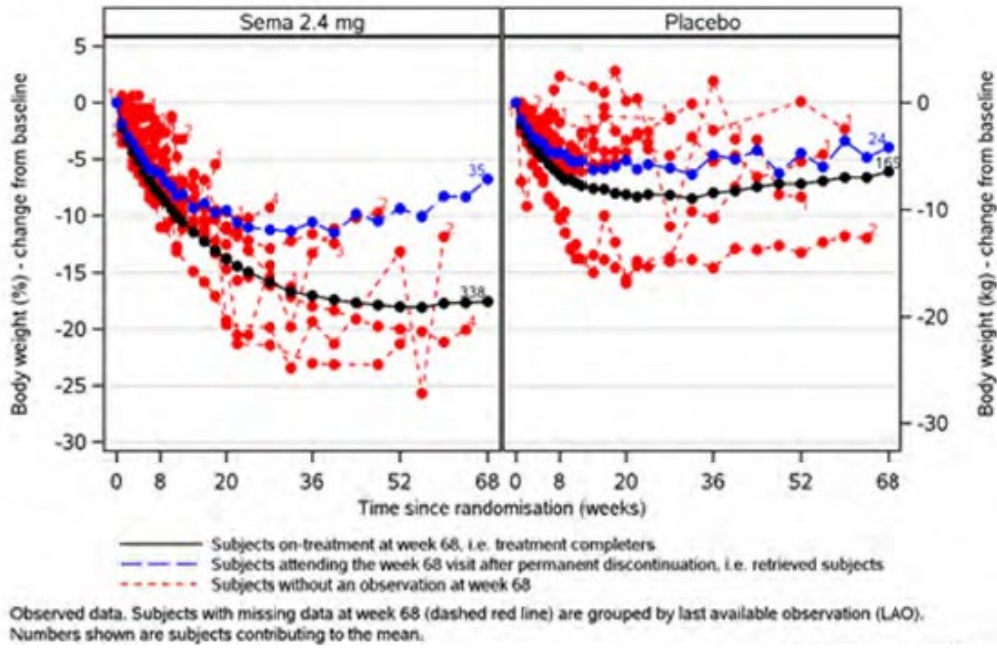 Sema 2.4 mg
Placebo
Body weight (%) - change from baseline
5
0
-5
-10
-15
-20
-25
-30
35
338
24
165
2
0
-10
-20
-30
Body weight (kg) - change from baseline
0 8 20 36 52 68
0 8 20 36 52 68
Time since randomisation (weeks)
Subjects on-treatment at week 68, i.e. treatment completers
Subjects attending the week 68 visit after permanent discontinuation, i.e. retrieved subjects
Subjects without an observation at week 68
Observed data. Subjects with missing data at week 68 (dashed red line) are grouped by last available observation (LAO).
Numbers shown are subjects contributing to the mean.